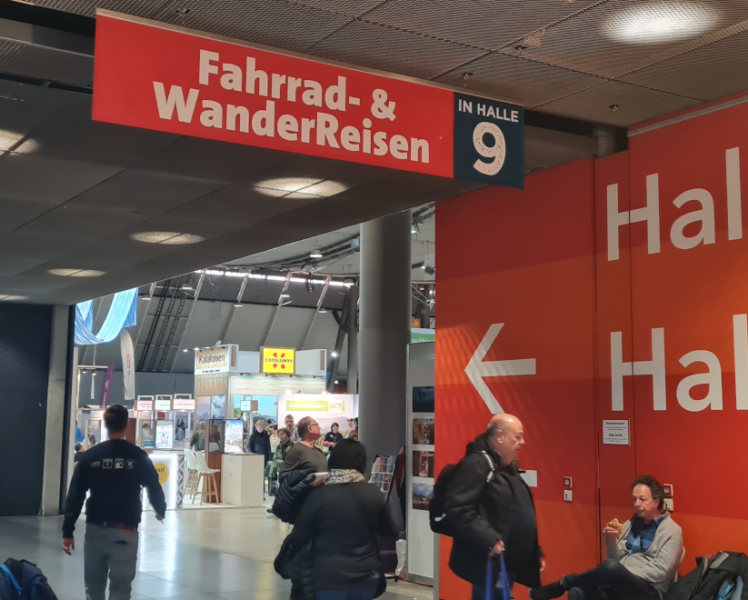 Fahrrad- &
WanderReisen
IN HALLE
9
Hal
Hal
Katalonien
CATALUNYA